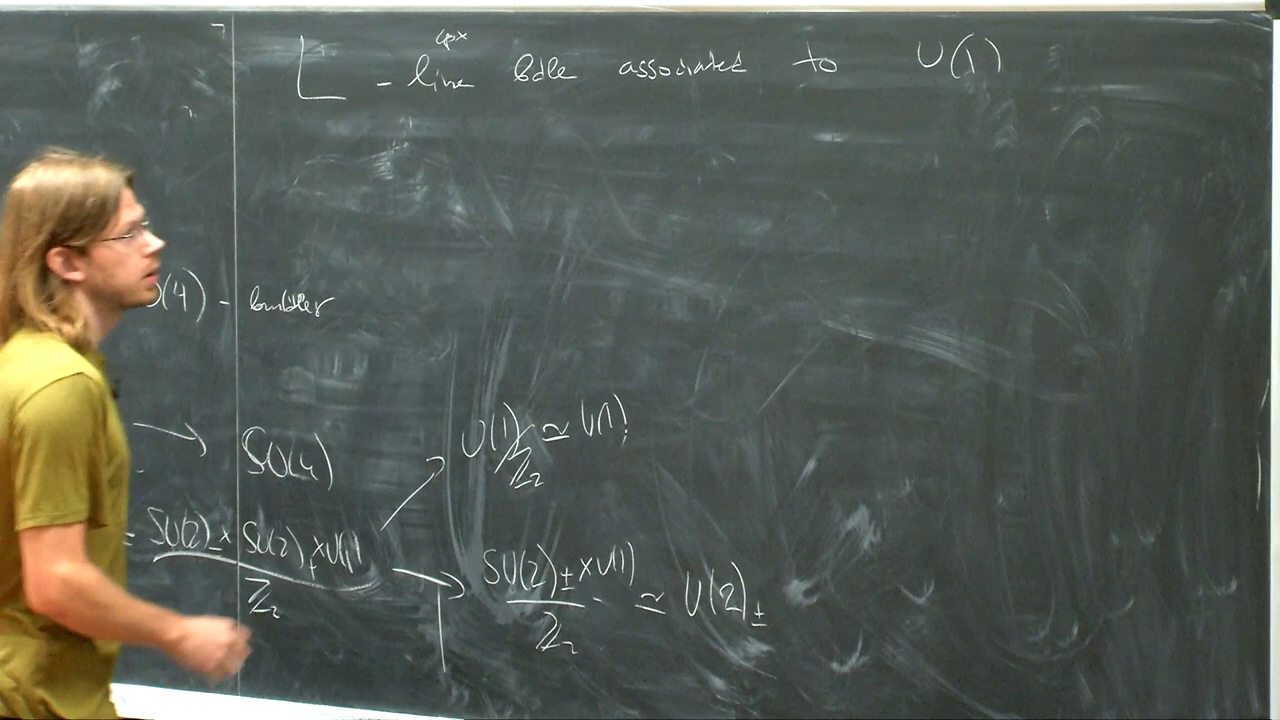 cpx
L - line bdle associated to U(1)
(4) - bundles
→ SO(4)
U(1)/Z₂ ≃ U(1)
= SU(2)₋ × SU(2)₊ × U(1) / Z₂
→ SU(2)± × U(1) / Z₂ ≃ U(2)±